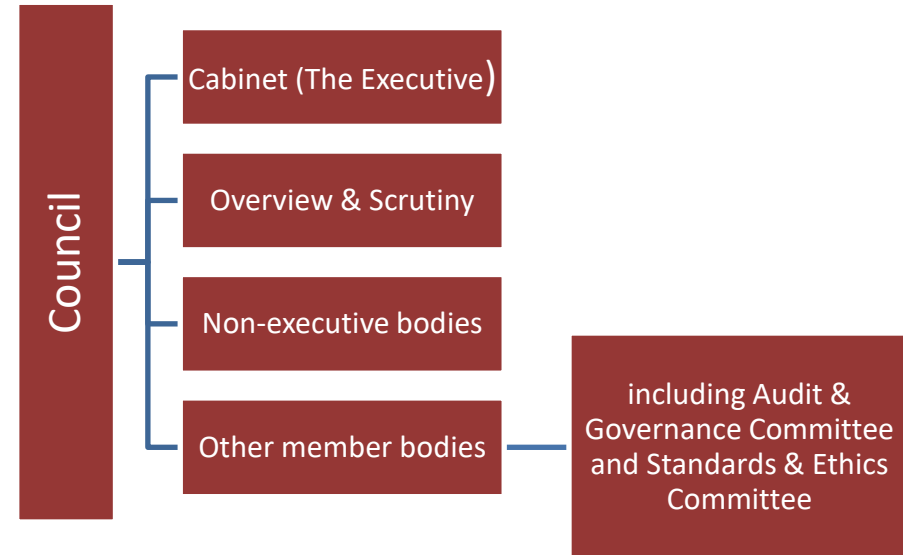 Council
Cabinet (The Executive)
Overview & Scrutiny
Non-executive bodies
Other member bodies
including Audit &
Governance Committee
and Standards & Ethics
Committee